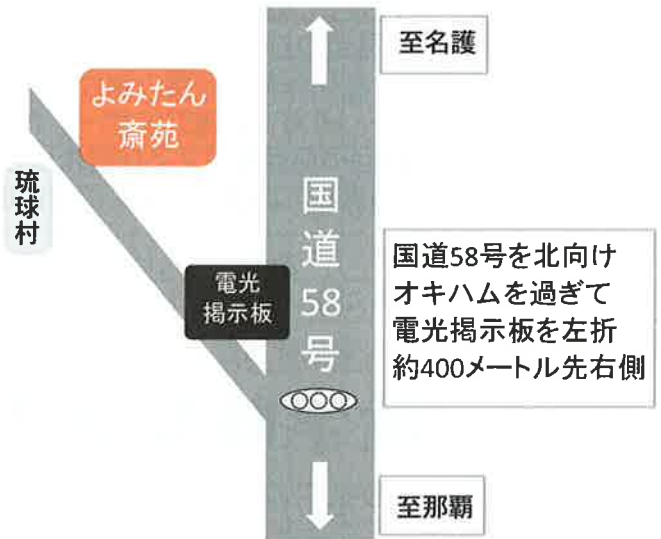 至名護
よみたん
斎苑
琉球村
国道58号
電光
掲示板
国道58号を北向け
オキハムを過ぎて
電光掲示板を左折
約400メートル先右側
至那覇